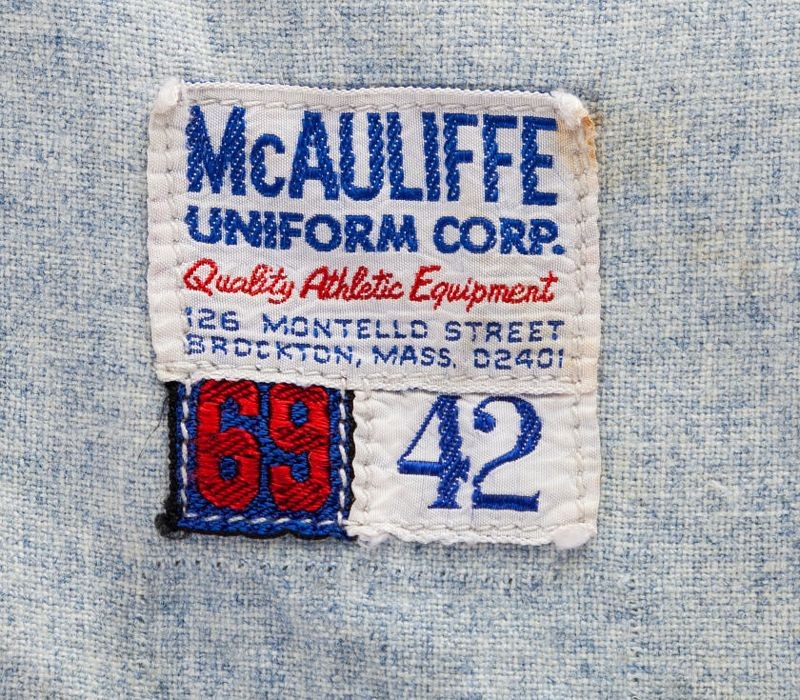 McAULIFFE
UNIFORM CORP.
Quality Athletic Equipment
126 MONTELLO STREET
BROCKTON, MASS. 02401
69 42